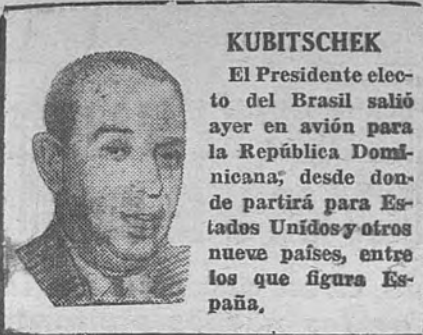 KUBITSCHEK
El Presidente elec-
to del Brasil salió
ayer en avión para
la República Domi-
nicana, desde don-
de partirá para Es-
tados Unidos y otros
nueve países, entre
los que figura Es-
paña.